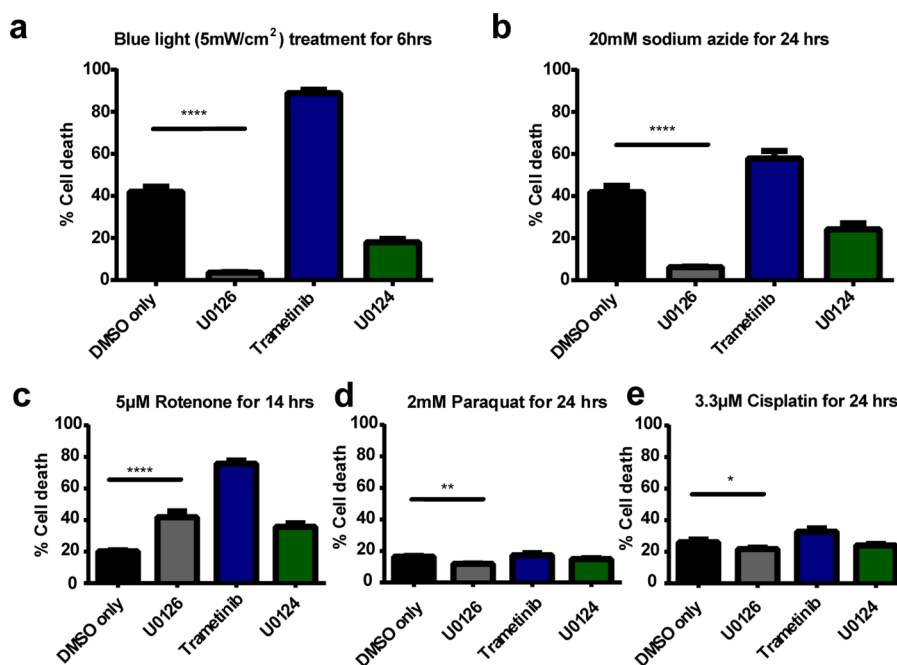 a
Blue light (5mW/cm²) treatment for 6hrs
% Cell death
100
80
60
40
20
0
****
DMSO only
U0126
Trametinib
U0124
b
20mM sodium azide for 24 hrs
% Cell death
100
80
60
40
20
0
****
DMSO only
U0126
Trametinib
U0124
c
5µM Rotenone for 14 hrs
% Cell death
100
80
60
40
20
0
****
DMSO only
U0126
Trametinib
U0124
d
2mM Paraquat for 24 hrs
% Cell death
100
80
60
40
20
0
**
DMSO only
U0126
Trametinib
U0124
e
3.3µM Cisplatin for 24 hrs
% Cell death
100
80
60
40
20
0
*
DMSO only
U0126
Trametinib
U0124